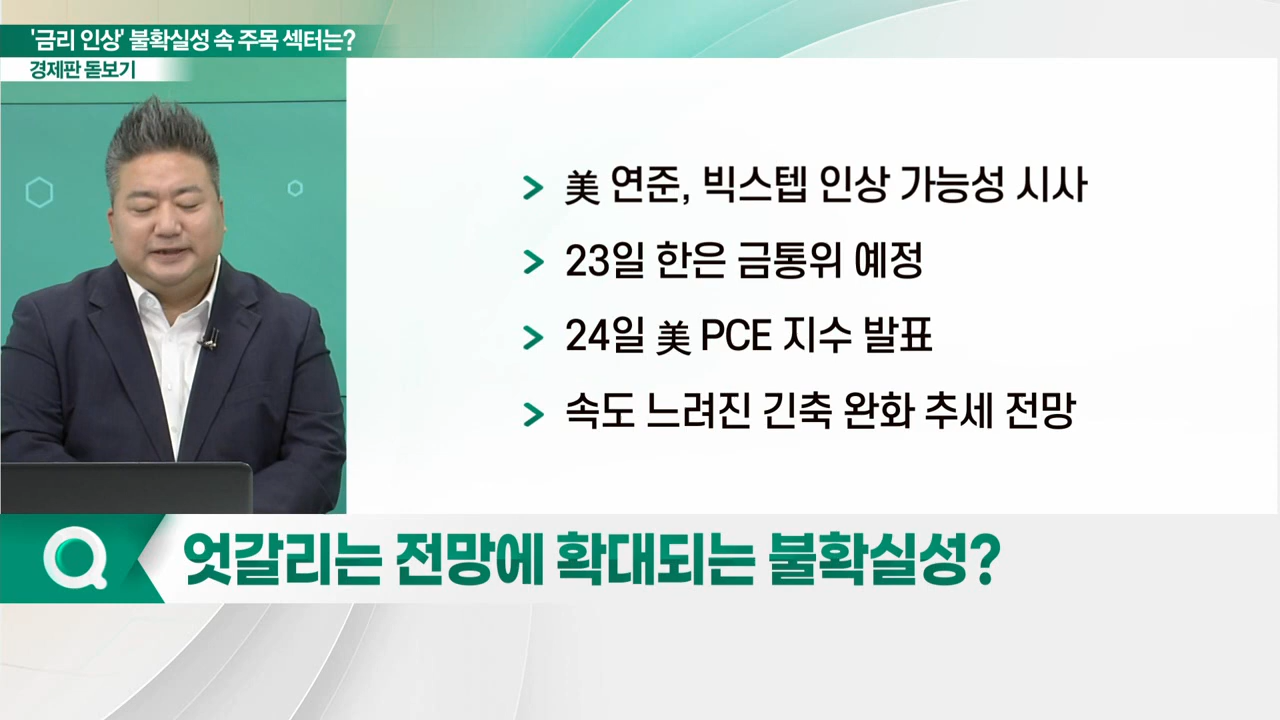 '금리 인상' 불확실성 속 주목 섹터는?
경제판 돋보기
> 美 연준, 빅스텝 인상 가능성 시사
> 23일 한은 금통위 예정
> 24일 美 PCE 지수 발표
> 속도 느려진 긴축 완화 추세 전망
Q 엇갈리는 전망에 확대되는 불확실성?